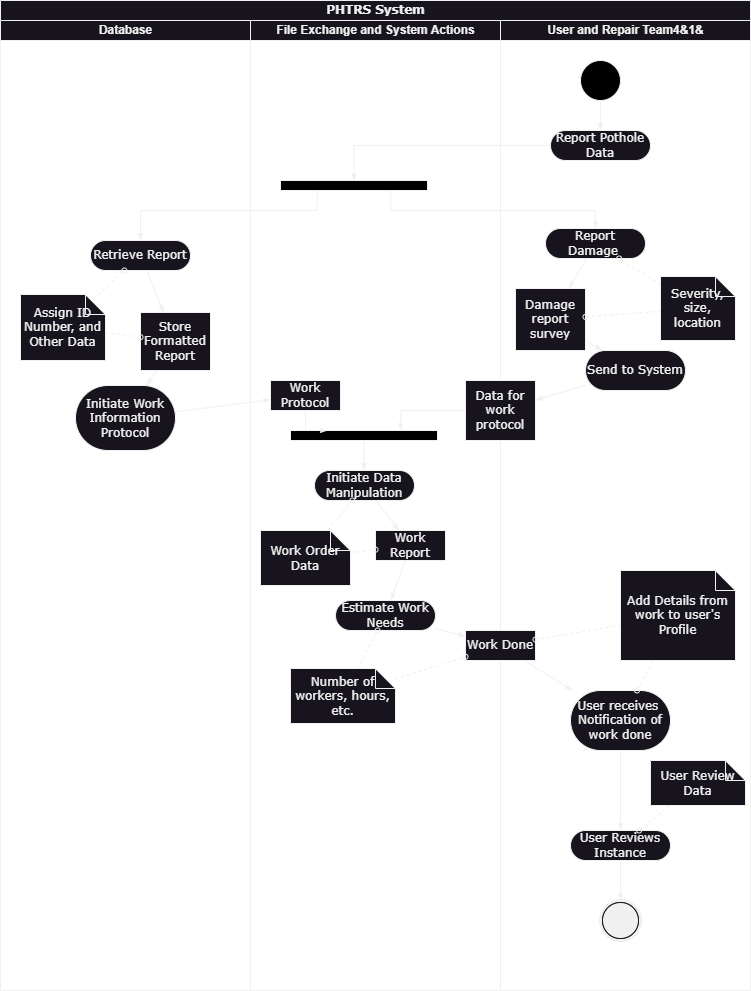 PHTRS System
Database
File Exchange and System Actions
User and Repair Team4&1&
Report Pothole
Data
Retrieve Report
Report
Damage
Assign ID
Number, and
Other Data
Store
Formatted
Report
Damage
report
survey
Severity,
size,
location
Send to System
Initiate Work
Information
Protocol
Work
Protocol
Data for
work
protocol
Initiate Data
Manipulation
Work Order
Data
Work
Report
Estimate Work
Needs
Add Details from
work to user's
Profile
Work Done
Number of
workers, hours,
etc.
User receives
Notification of
work done
User Review
Data
User Reviews
Instance